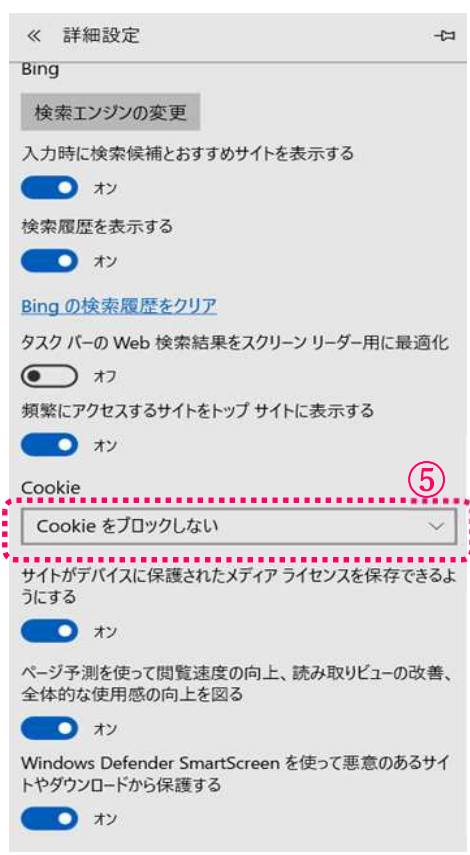 « 詳細設定
Bing
検索エンジンの変更
入力時に検索候補とおすすめサイトを表示する
オン
検索履歴を表示する
オン
Bing の検索履歴をクリア
タスク バーの Web 検索結果をスクリーン リーダー用に最適化
オフ
頻繁にアクセスするサイトをトップ サイトに表示する
オン
Cookie
⑤
Cookie をブロックしない
サイトがデバイスに保護されたメディア ライセンスを保存できるよ
うにする
オン
ページ予測を使って閲覧速度の向上、読み取りビューの改善、
全体的な使用感の向上を図る
オン
Windows Defender SmartScreen を使って悪意のあるサイ
トやダウンロードから保護する
オン